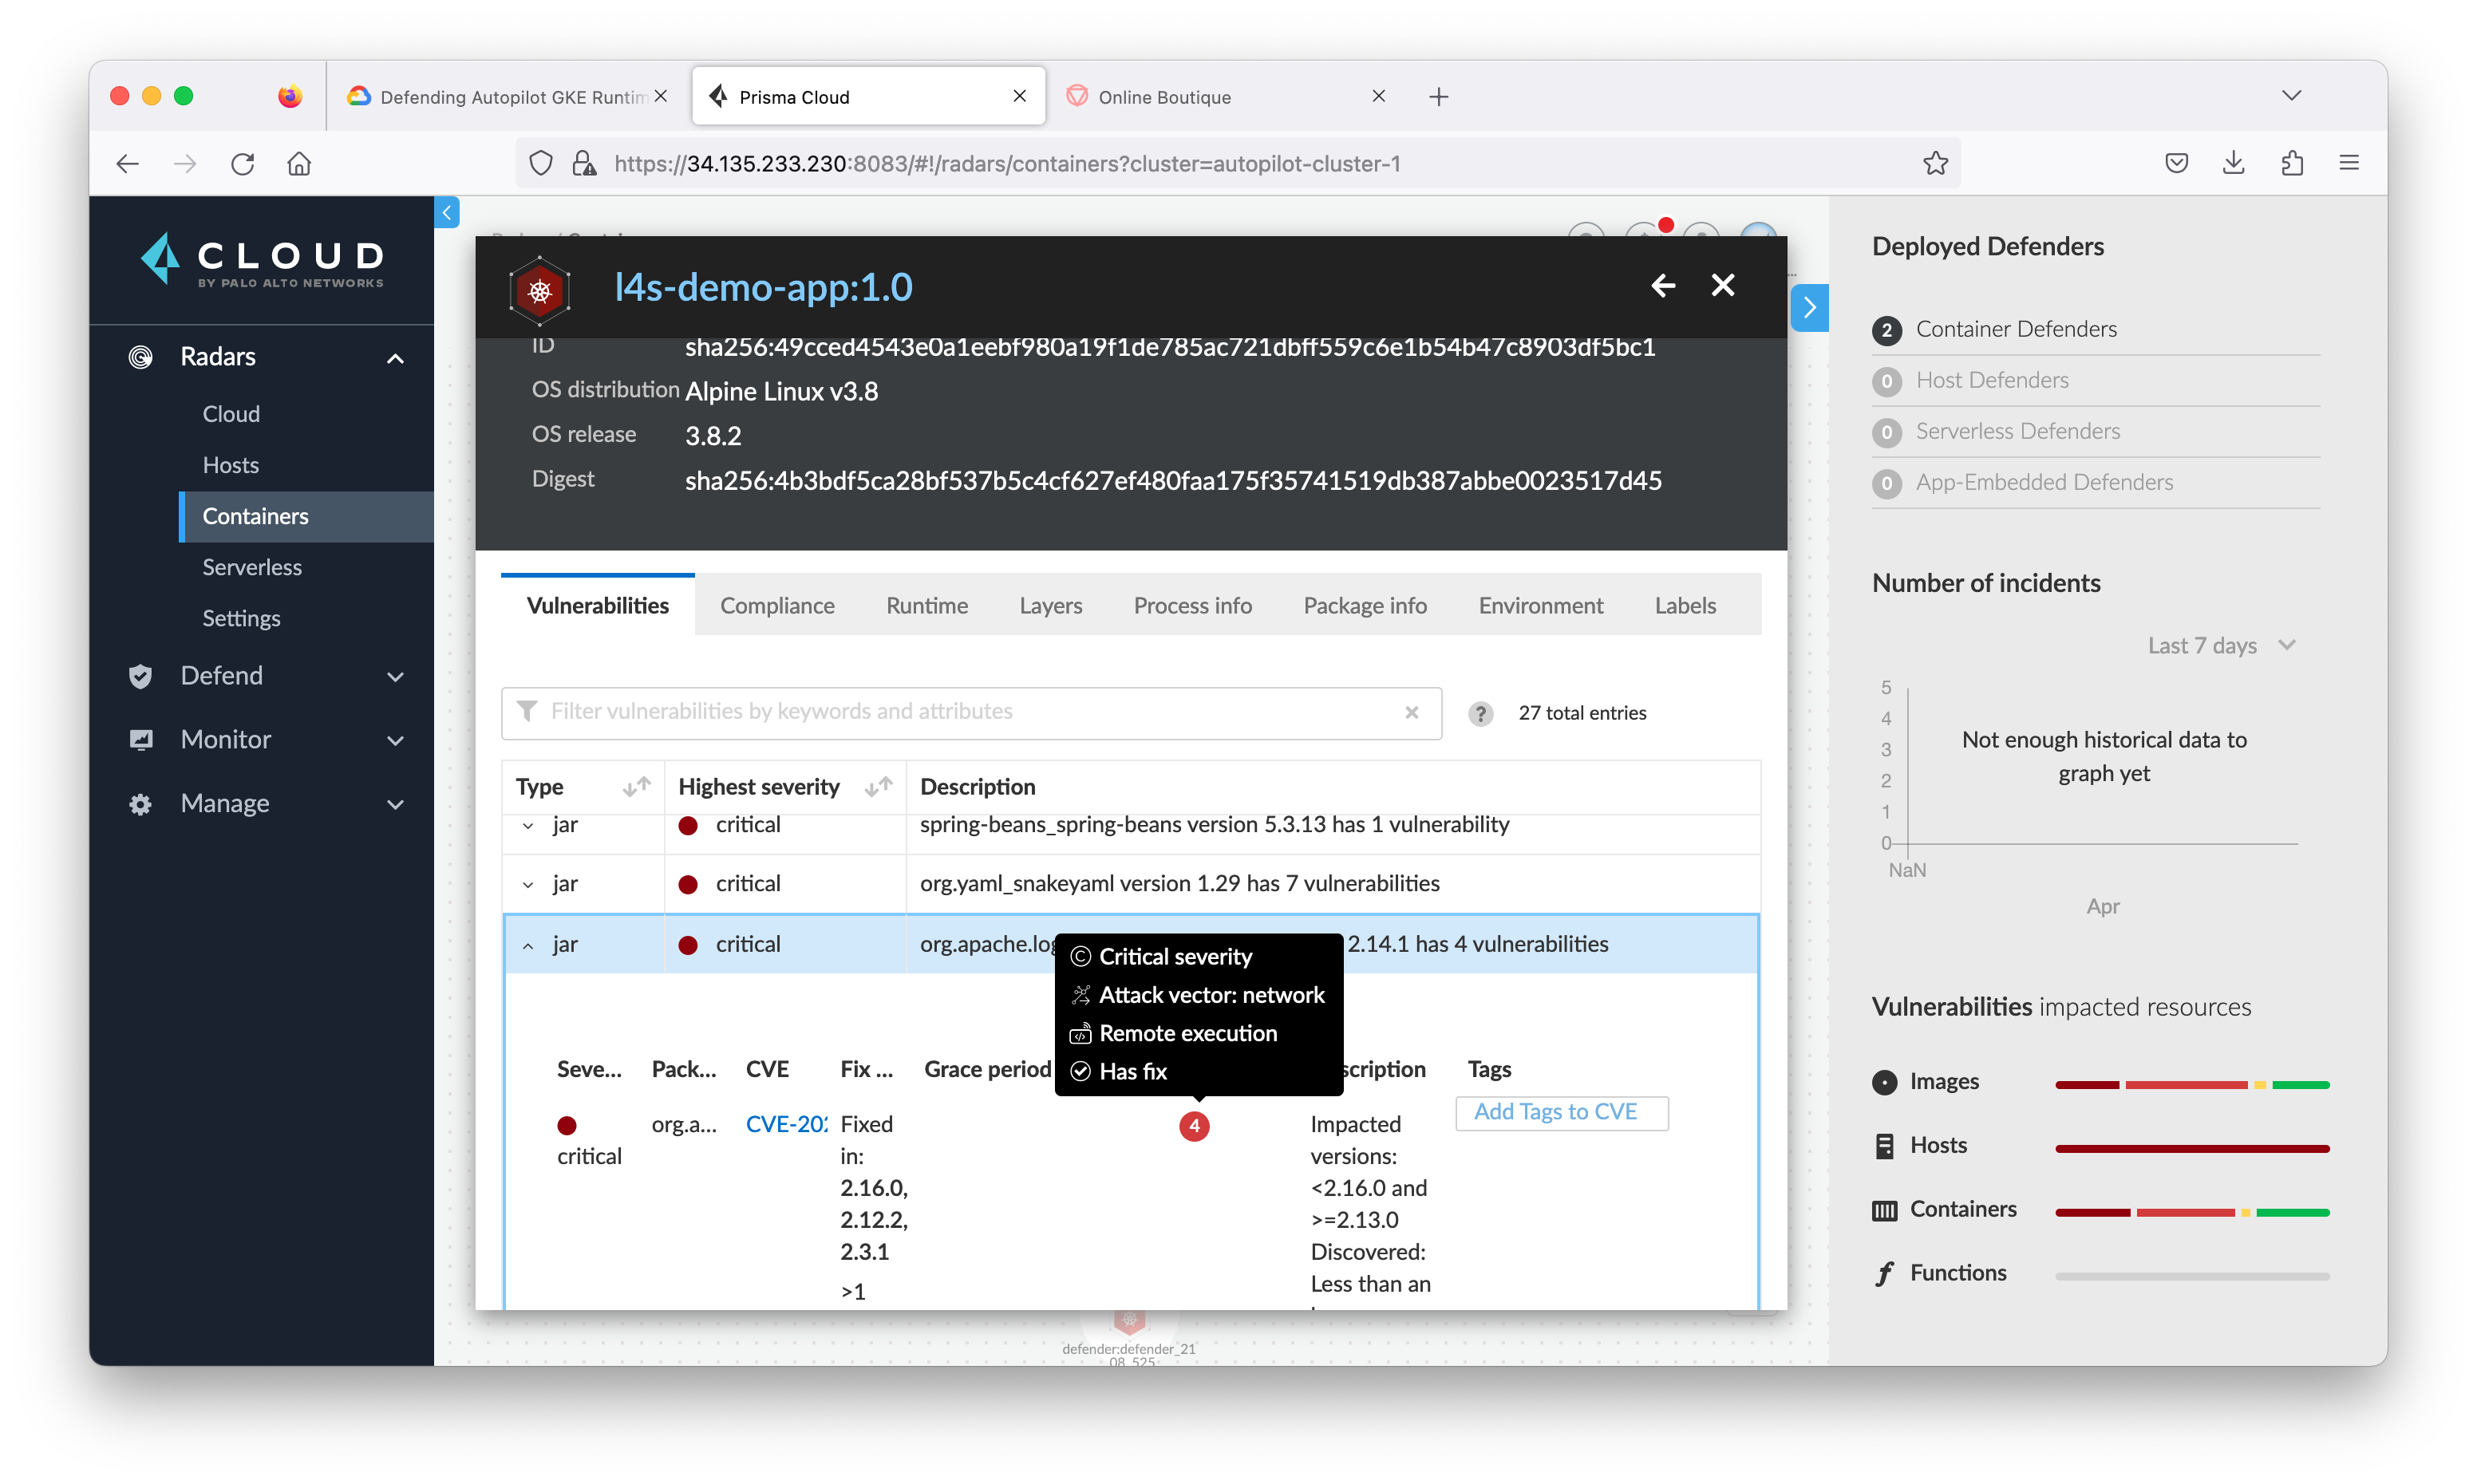 Defending Autopilot GKE Runtim
Prisma Cloud
Online Boutique
https://34.135.233.230:8083/#!/radars/containers?cluster=autopilot-cluster-1
CLOUD
BY PALO ALTO NETWORKS
Radars
Cloud
Hosts
Containers
Serverless
Settings
Defend
Monitor
Manage
l4s-demo-app:1.0
ID sha256:49cced4543e0a1eebf980a19f1de785ac721dbff559c6e1b54b47c8903df5bc1
OS distribution Alpine Linux v3.8
OS release 3.8.2
Digest sha256:4b3bdf5ca28bf537b5c4cf627ef480faa175f35741519db387abbe0023517d45
Vulnerabilities Compliance Runtime Layers Process info Package info Environment Labels
Filter vulnerabilities by keywords and attributes
? 27 total entries
Type Highest severity Description
jar critical spring-beans_spring-beans version 5.3.13 has 1 vulnerability
jar critical org.yaml_snakeyaml version 1.29 has 7 vulnerabilities
jar critical org.apache.log 2.14.1 has 4 vulnerabilities
Critical severity
Attack vector: network
Remote execution
Has fix
Seve... Pack... CVE Fix ... Grace period scription Tags
critical
org.a...
CVE-202
Fixed
in:
2.16.0,
2.12.2,
2.3.1
>1
4
Impacted
versions:
<2.16.0 and
>=2.13.0
Discovered:
Less than an
Add Tags to CVE
defender:defender_21
08_525
Deployed Defenders
2 Container Defenders
0 Host Defenders
0 Serverless Defenders
0 App-Embedded Defenders
Number of incidents
Last 7 days
5
4
3
2
1
0
Not enough historical data to
graph yet
NaN
Apr
Vulnerabilities impacted resources
Images
Hosts
Containers
Functions